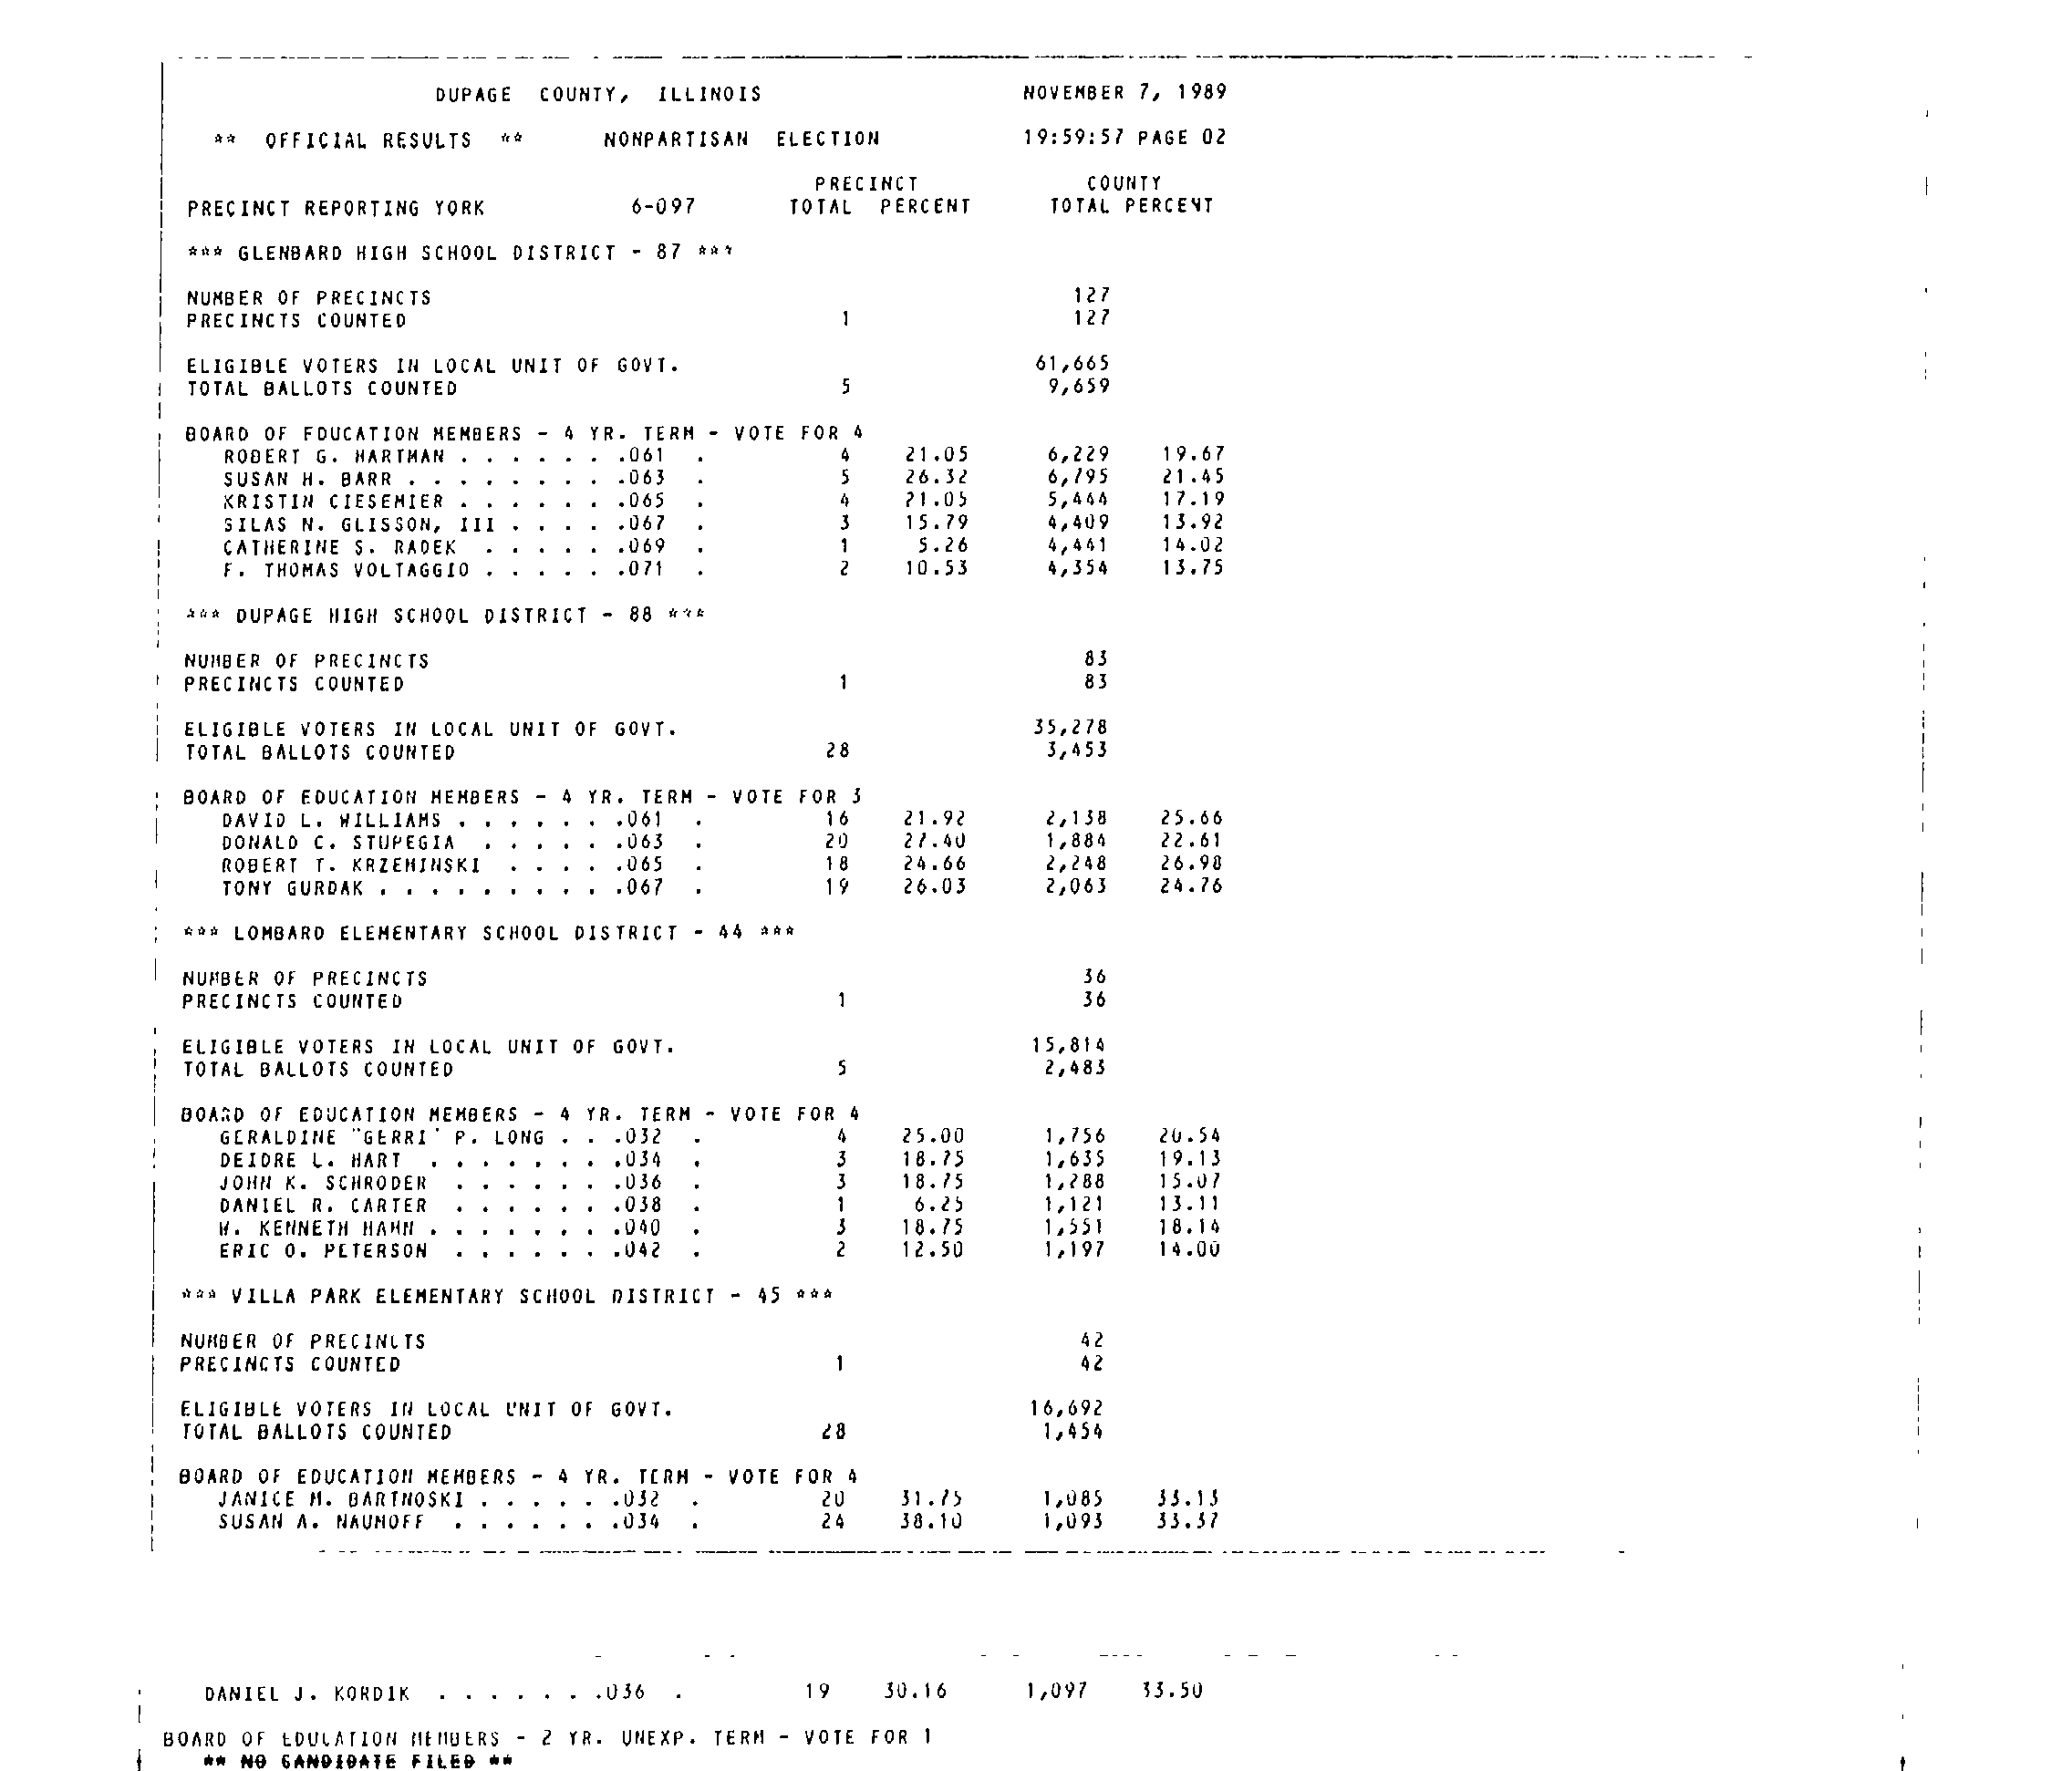 DUPAGE COUNTY, ILLINOIS NOVEMBER 7, 1989
** OFFICIAL RESULTS ** NONPARTISAN ELECTION 19:59:57 PAGE 02
PRECINCT COUNTY
PRECINCT REPORTING YORK 6-097 TOTAL PERCENT TOTAL PERCENT
*** GLENBARD HIGH SCHOOL DISTRICT - 87 ***
NUMBER OF PRECINCTS 127
PRECINCTS COUNTED 1 127
ELIGIBLE VOTERS IN LOCAL UNIT OF GOVT. 61,665
TOTAL BALLOTS COUNTED 5 9,659
BOARD OF EDUCATION MEMBERS - 4 YR. TERM - VOTE FOR 4
ROBERT G. HARTMAN . . . . . . .061 . 4 21.05 6,229 19.67
SUSAN H. BARR . . . . . . . . .063 . 5 26.32 6,795 21.45
KRISTIN CIESEMIER . . . . . . .065 . 4 21.05 5,444 17.19
SILAS N. GLISSON, III . . . . .067 . 3 15.79 4,409 13.92
CATHERINE S. RADEK . . . . . .069 . 1 5.26 4,441 14.02
F. THOMAS VOLTAGGIO . . . . . .071 . 2 10.53 4,354 13.75
*** DUPAGE HIGH SCHOOL DISTRICT - 88 ***
NUMBER OF PRECINCTS 83
PRECINCTS COUNTED 1 83
ELIGIBLE VOTERS IN LOCAL UNIT OF GOVT. 35,278
TOTAL BALLOTS COUNTED 28 3,453
BOARD OF EDUCATION MEMBERS - 4 YR. TERM - VOTE FOR 3
DAVID L. WILLIAMS . . . . . . .061 . 16 21.92 2,138 25.66
DONALD C. STUPEGIA . . . . . .063 . 20 27.40 1,884 22.61
ROBERT T. KRZEMINSKI . . . . .065 . 18 24.66 2,248 26.98
TONY GURDAK . . . . . . . . . .067 . 19 26.03 2,063 24.76
*** LOMBARD ELEMENTARY SCHOOL DISTRICT - 44 ***
NUMBER OF PRECINCTS 36
PRECINCTS COUNTED 1 36
ELIGIBLE VOTERS IN LOCAL UNIT OF GOVT. 15,814
TOTAL BALLOTS COUNTED 5 2,483
BOARD OF EDUCATION MEMBERS - 4 YR. TERM - VOTE FOR 4
GERALDINE "GERRI" P. LONG . . .032 . 4 25.00 1,756 20.54
DEIDRE L. HART . . . . . . . .034 . 3 18.75 1,635 19.13
JOHN K. SCHRODER . . . . . . .036 . 3 18.75 1,288 15.07
DANIEL R. CARTER . . . . . . .038 . 1 6.25 1,121 13.11
W. KENNETH HAHN . . . . . . . .040 . 3 18.75 1,551 18.14
ERIC O. PETERSON . . . . . . .042 . 2 12.50 1,197 14.00
*** VILLA PARK ELEMENTARY SCHOOL DISTRICT - 45 ***
NUMBER OF PRECINCTS 42
PRECINCTS COUNTED 1 42
ELIGIBLE VOTERS IN LOCAL UNIT OF GOVT. 16,692
TOTAL BALLOTS COUNTED 28 1,454
BOARD OF EDUCATION MEMBERS - 4 YR. TERM - VOTE FOR 4
JANICE M. BARTNOSKI . . . . . .032 . 20 31.75 1,085 33.13
SUSAN A. NAUMOFF . . . . . . .034 . 24 38.10 1,093 33.37
DANIEL J. KORDIK . . . . . . .036 . 19 30.16 1,097 33.50
BOARD OF EDUCATION MEMBERS - 2 YR. UNEXP. TERM - VOTE FOR 1
** NO CANDIDATE FILED **